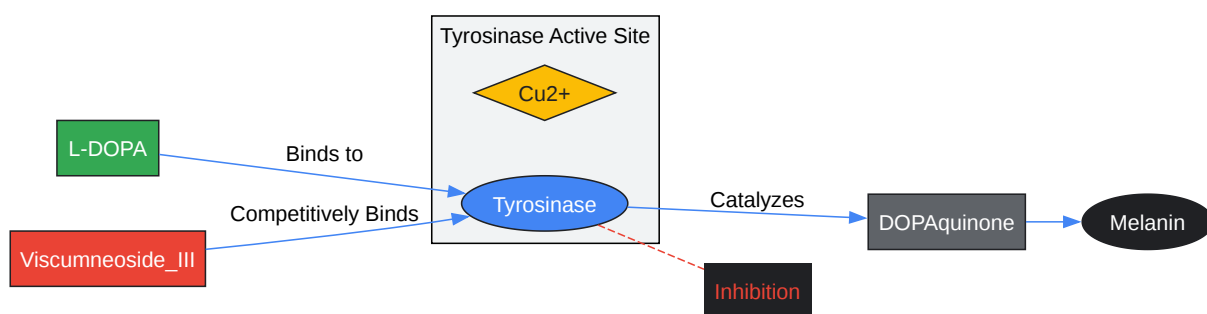 Tyrosinase Active Site
Cu2+
L-DOPA
Binds to
Tyrosinase
Catalyzes
Competitively Binds
DOPAquinone
Melanin
Viscumneoside_III
Inhibition